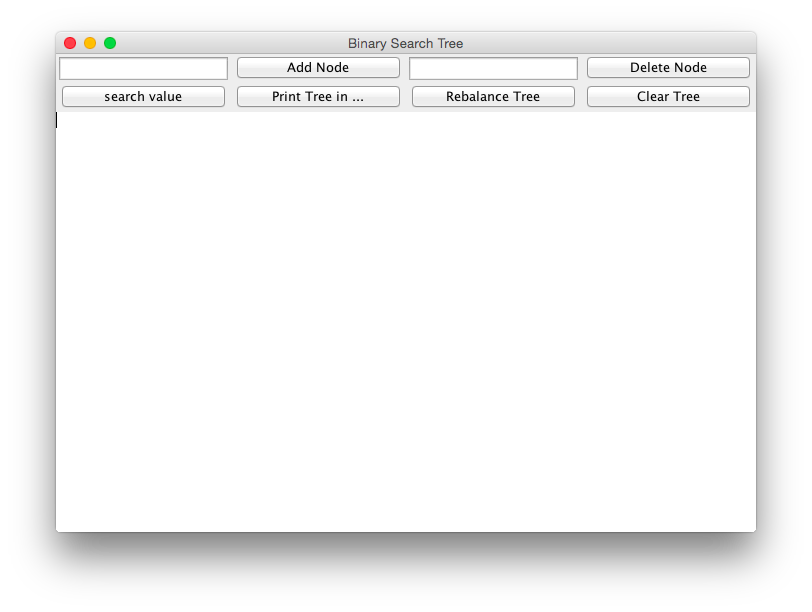 Binary Search Tree
Add Node Delete Node
search value Print Tree in ... Rebalance Tree Clear Tree